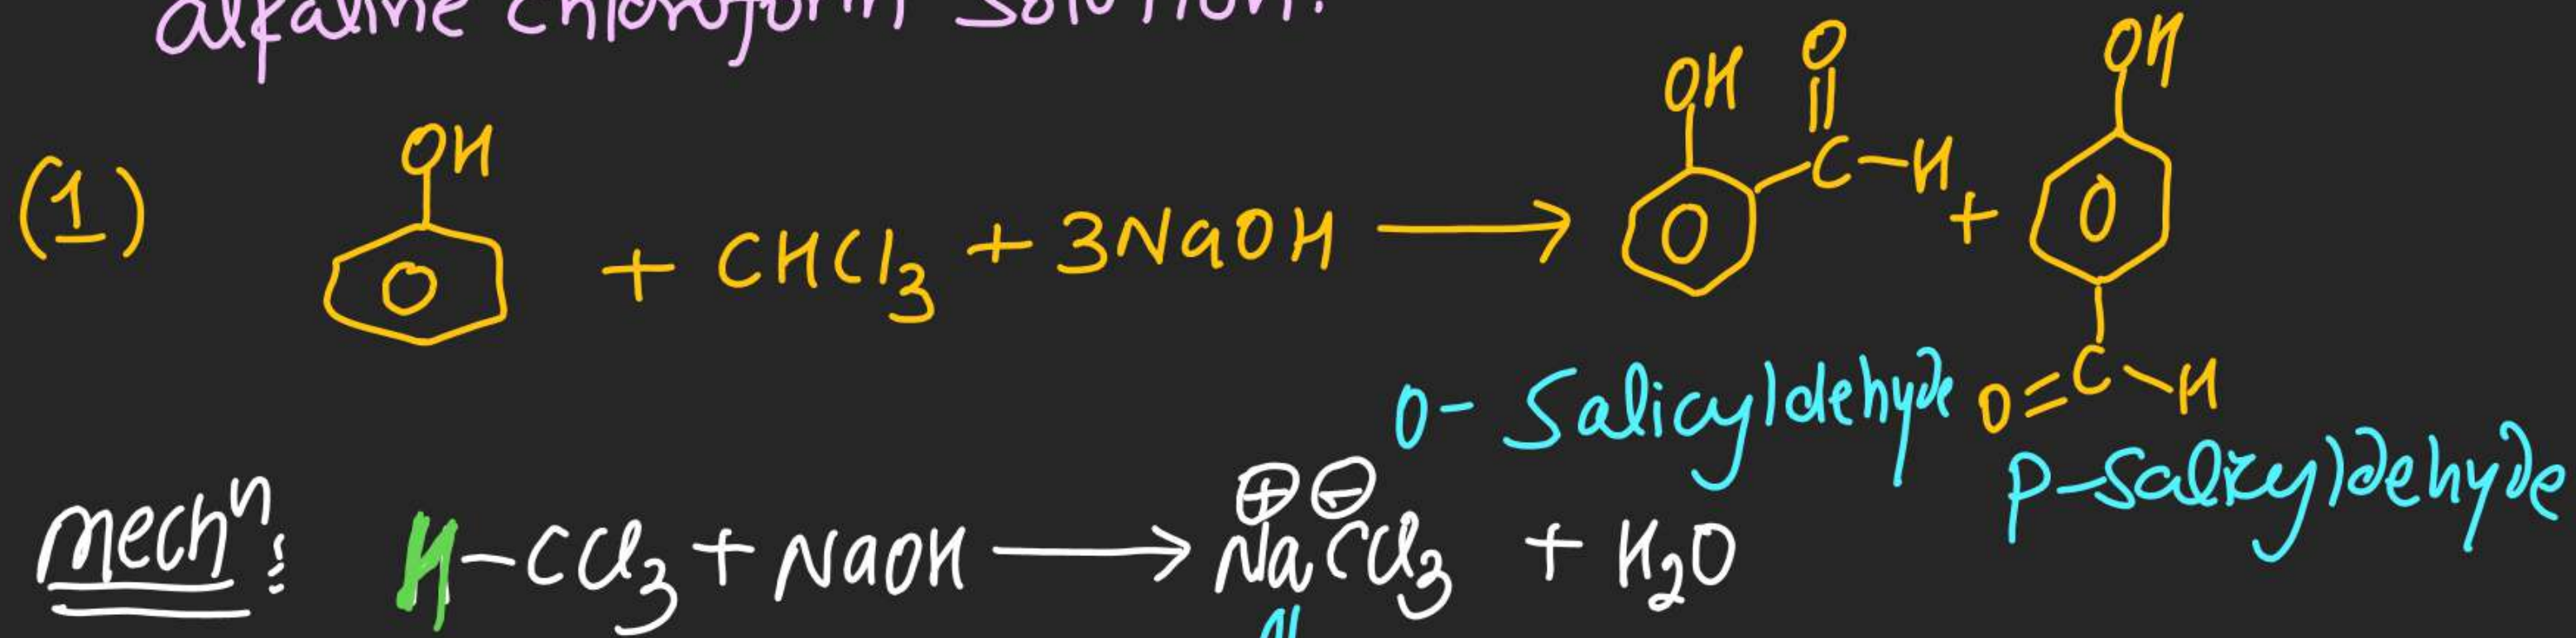 alkaline chloroform solution.
OH OH O OH
(1) + CHCl3 + 3NaOH ⟶ C-H +
O=C-H
O- Salicyldehyde
p-salicyldehyde
mechⁿ: H-CCl3 + NaOH ⟶ Na⊕ CCl3⊖ + H2O